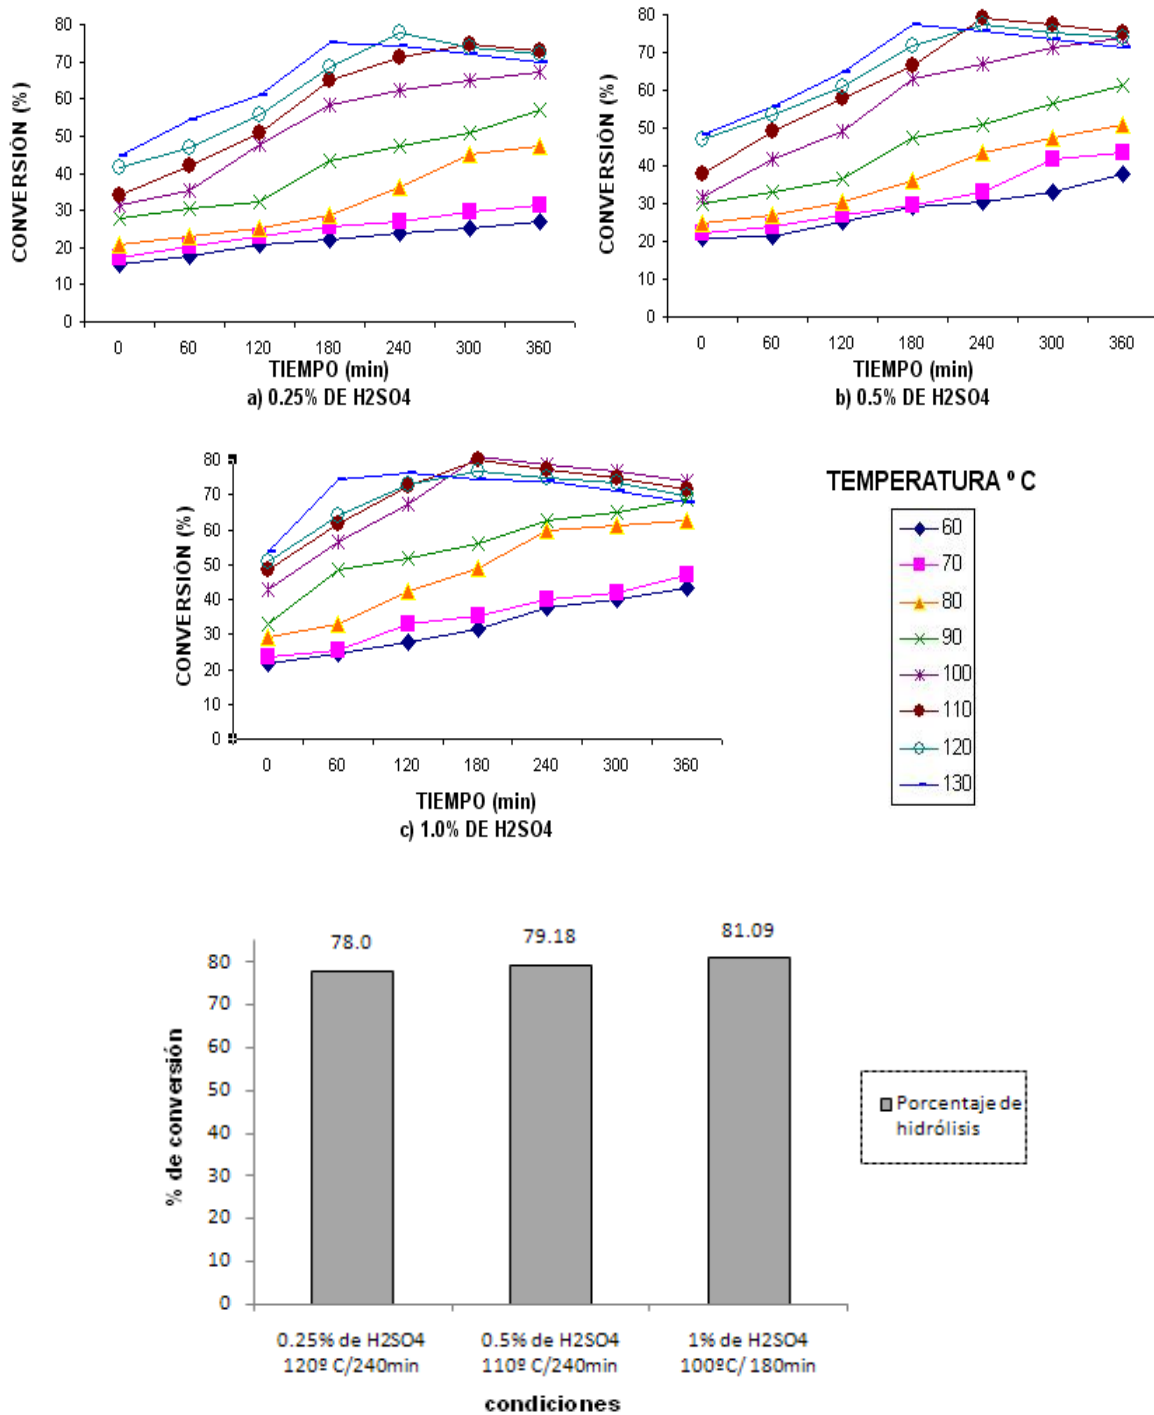 80
70
60
50
40
30
20
10
0
CONVERSIÓN (%)
0 60 120 180 240 300 360
TIEMPO (min)
a) 0.25% DE H2SO4
80
70
60
50
40
30
20
10
0
CONVERSIÓN (%)
0 60 120 180 240 300 360
TIEMPO (min)
b) 0.5% DE H2SO4
80
70
60
50
40
30
20
10
0
CONVERSIÓN (%)
0 60 120 180 240 300 360
TIEMPO (min)
c) 1.0% DE H2SO4
TEMPERATURA º C
60
70
80
90
100
110
120
130
78.0 79.18 81.09
80
70
60
50
40
30
20
10
0
% de conversión
0.25% de H2SO4 0.5% de H2SO4 1% de H2SO4
120º C/240min 110º C/240min 100ºC/ 180min
condiciones
Porcentaje de
hidrólisis